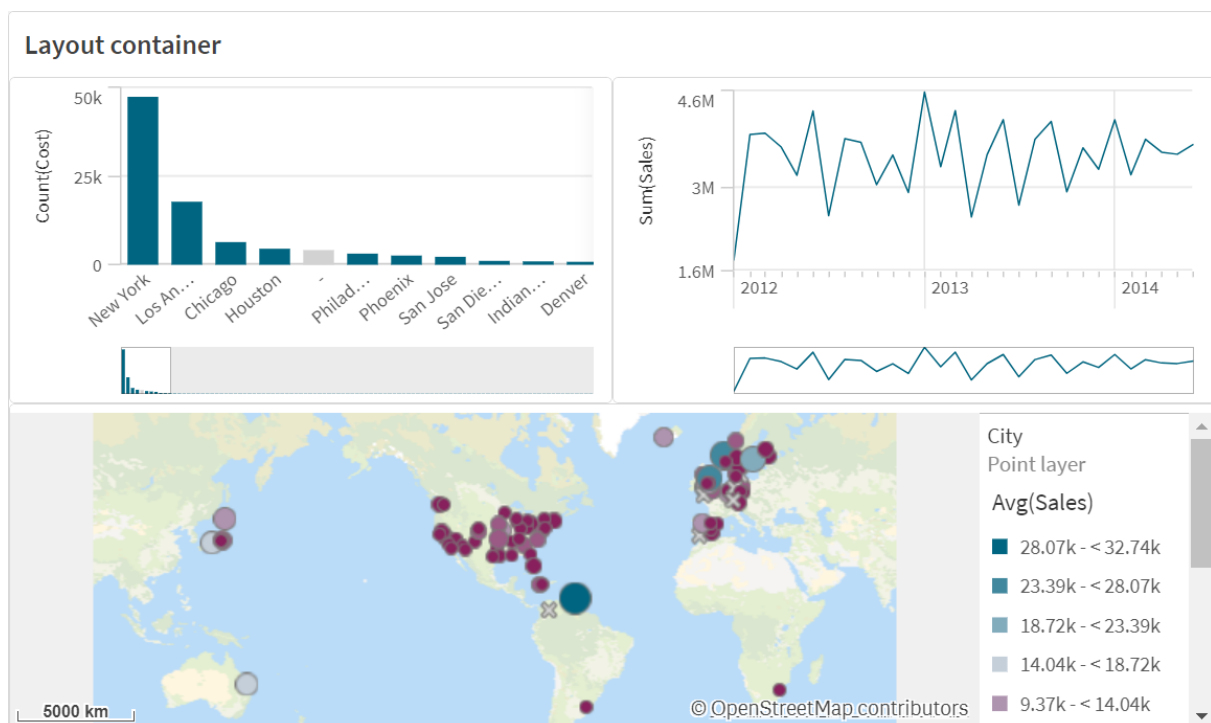 Layout container
Count(Cost)
50k
25k
0
New York
Los An...
Chicago
Houston
-
Philad...
Phoenix
San Jose
San Die...
Indian...
Denver
Sum(Sales)
4.6M
3M
1.6M
2012
2013
2014
5000 km
© OpenStreetMap contributors
City
Point layer
Avg(Sales)
28.07k - < 32.74k
23.39k - < 28.07k
18.72k - < 23.39k
14.04k - < 18.72k
9.37k - < 14.04k